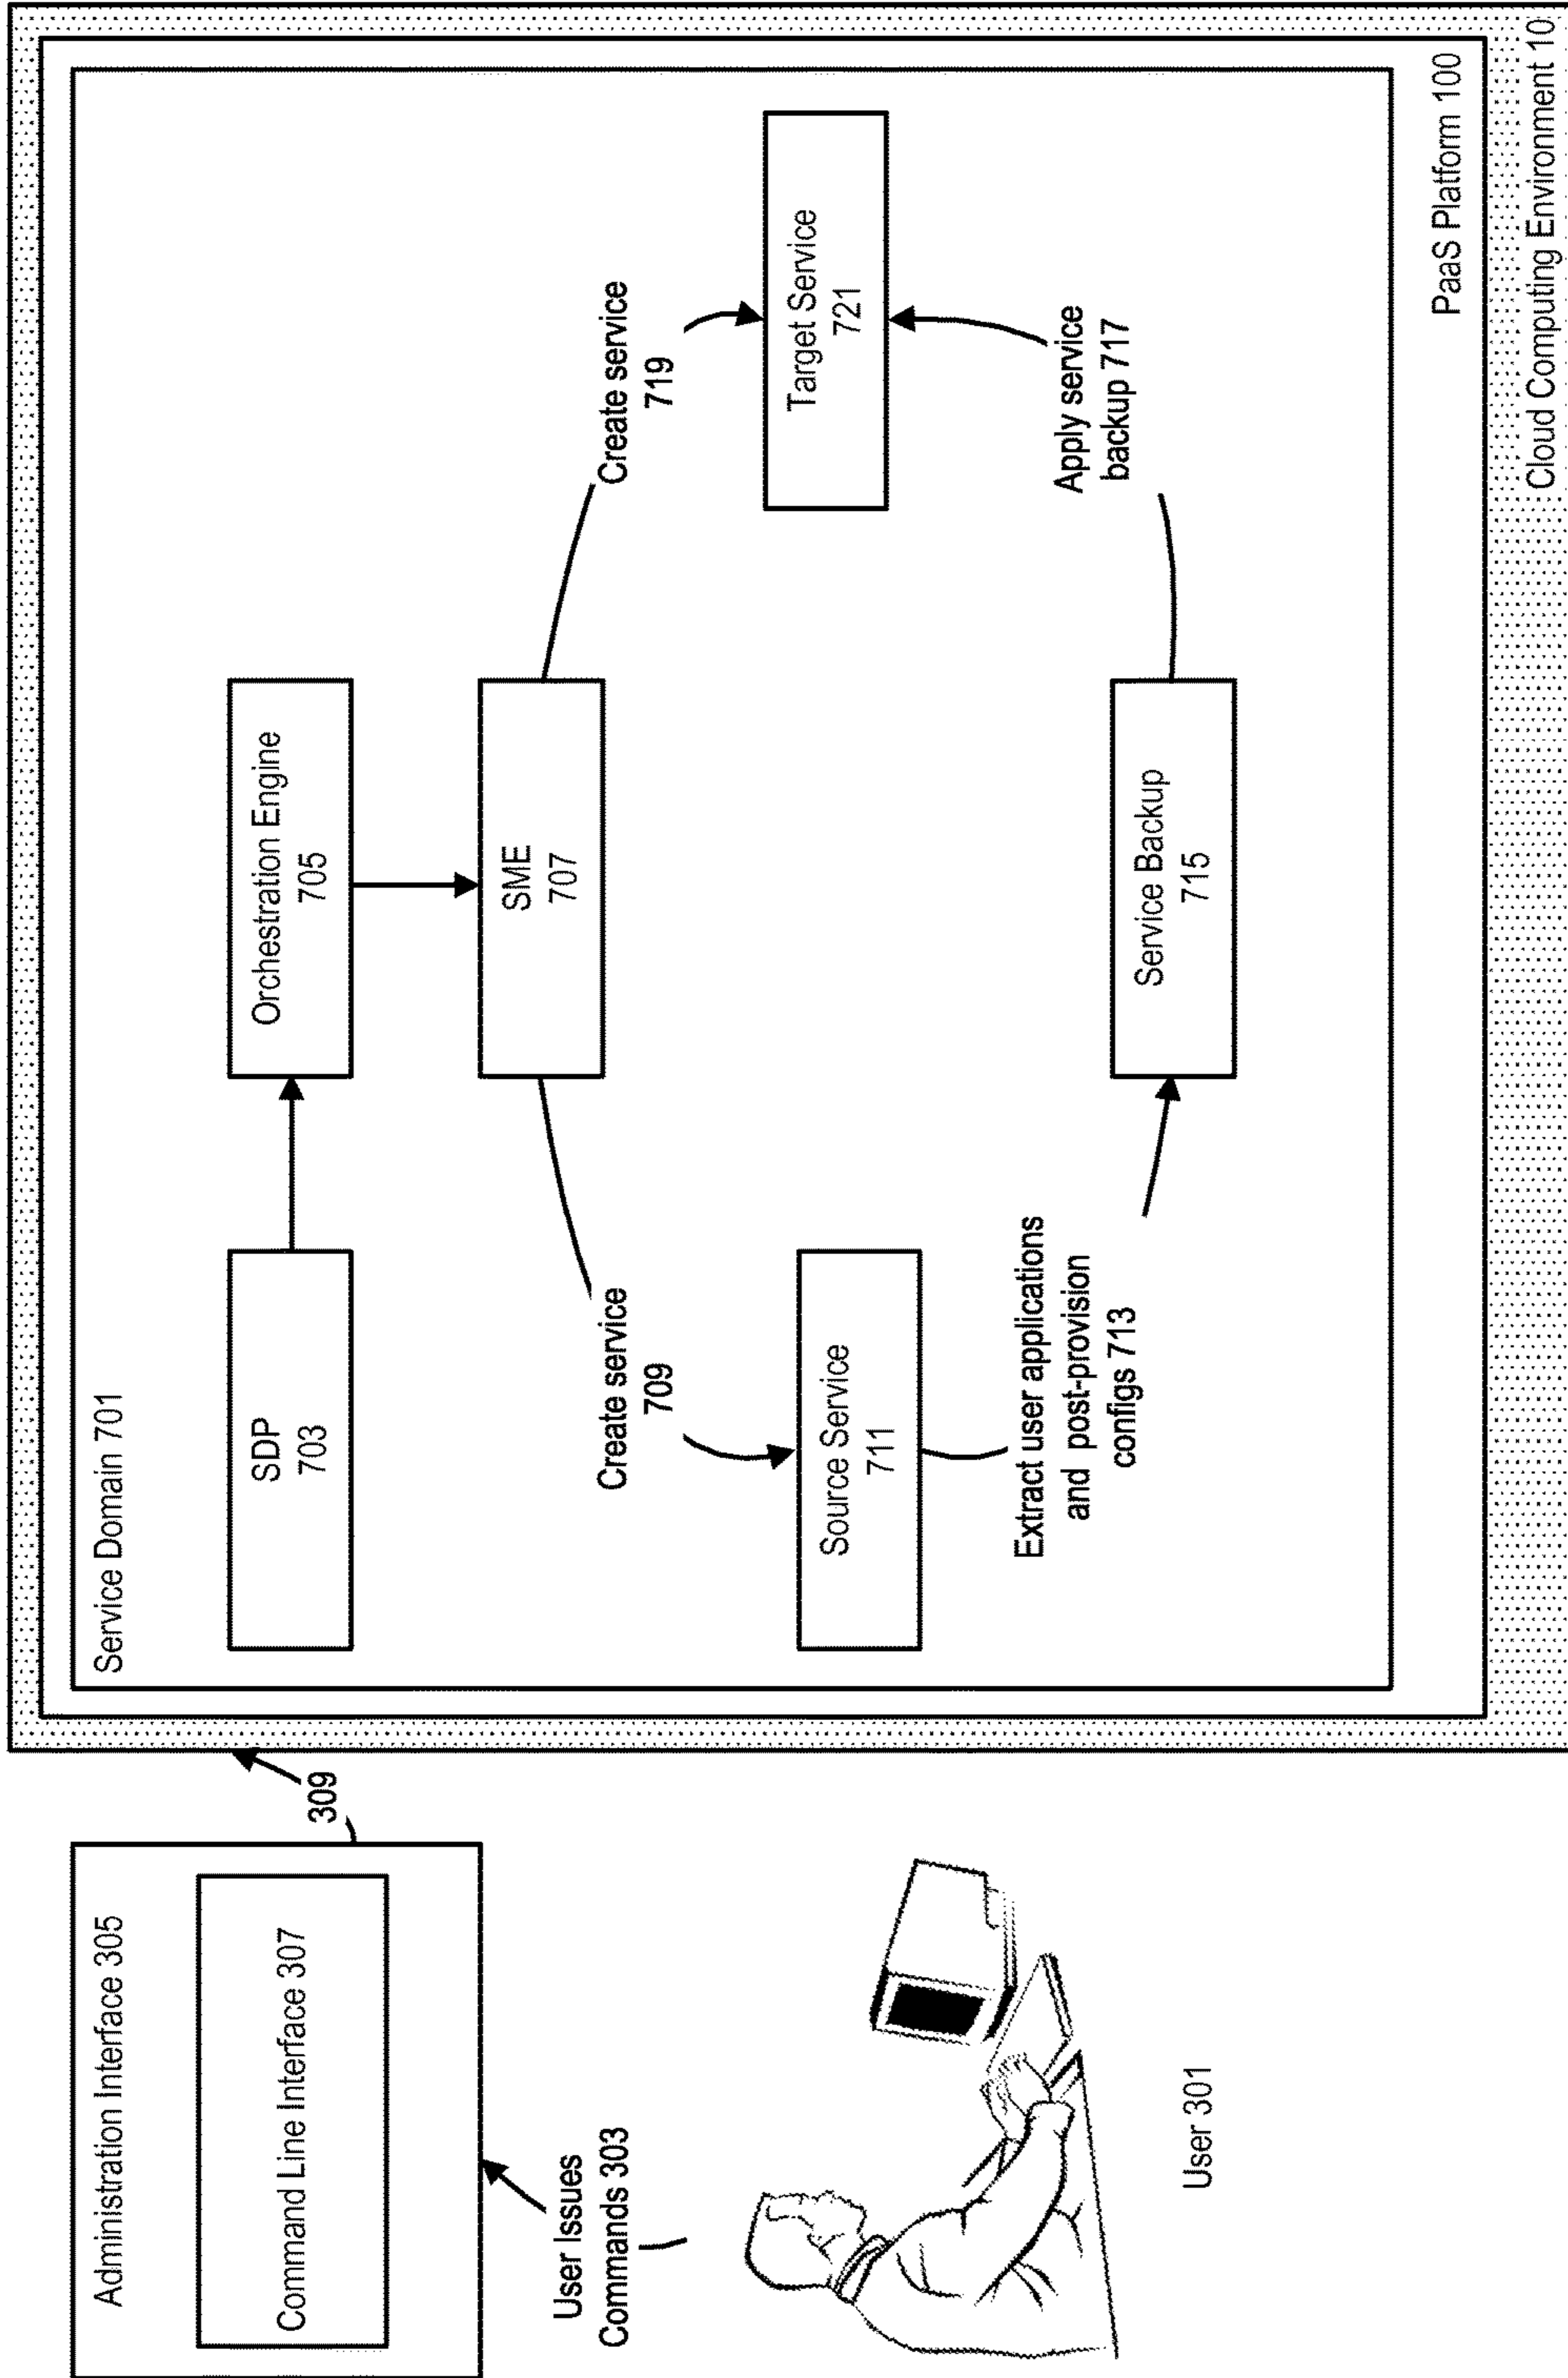 Administration Interface 305
Command Line Interface 307
User Issues
Commands 303
User 301
309
Service Domain 701
SDP
703
Orchestration Engine
705
SME
707
Create service
709
Create service
719
Source Service
711
Target Service
721
Extract user applications
and post-provision
configs 713
Service Backup
715
Apply service
backup 717
PaaS Platform 100
Cloud Computing Environment 10